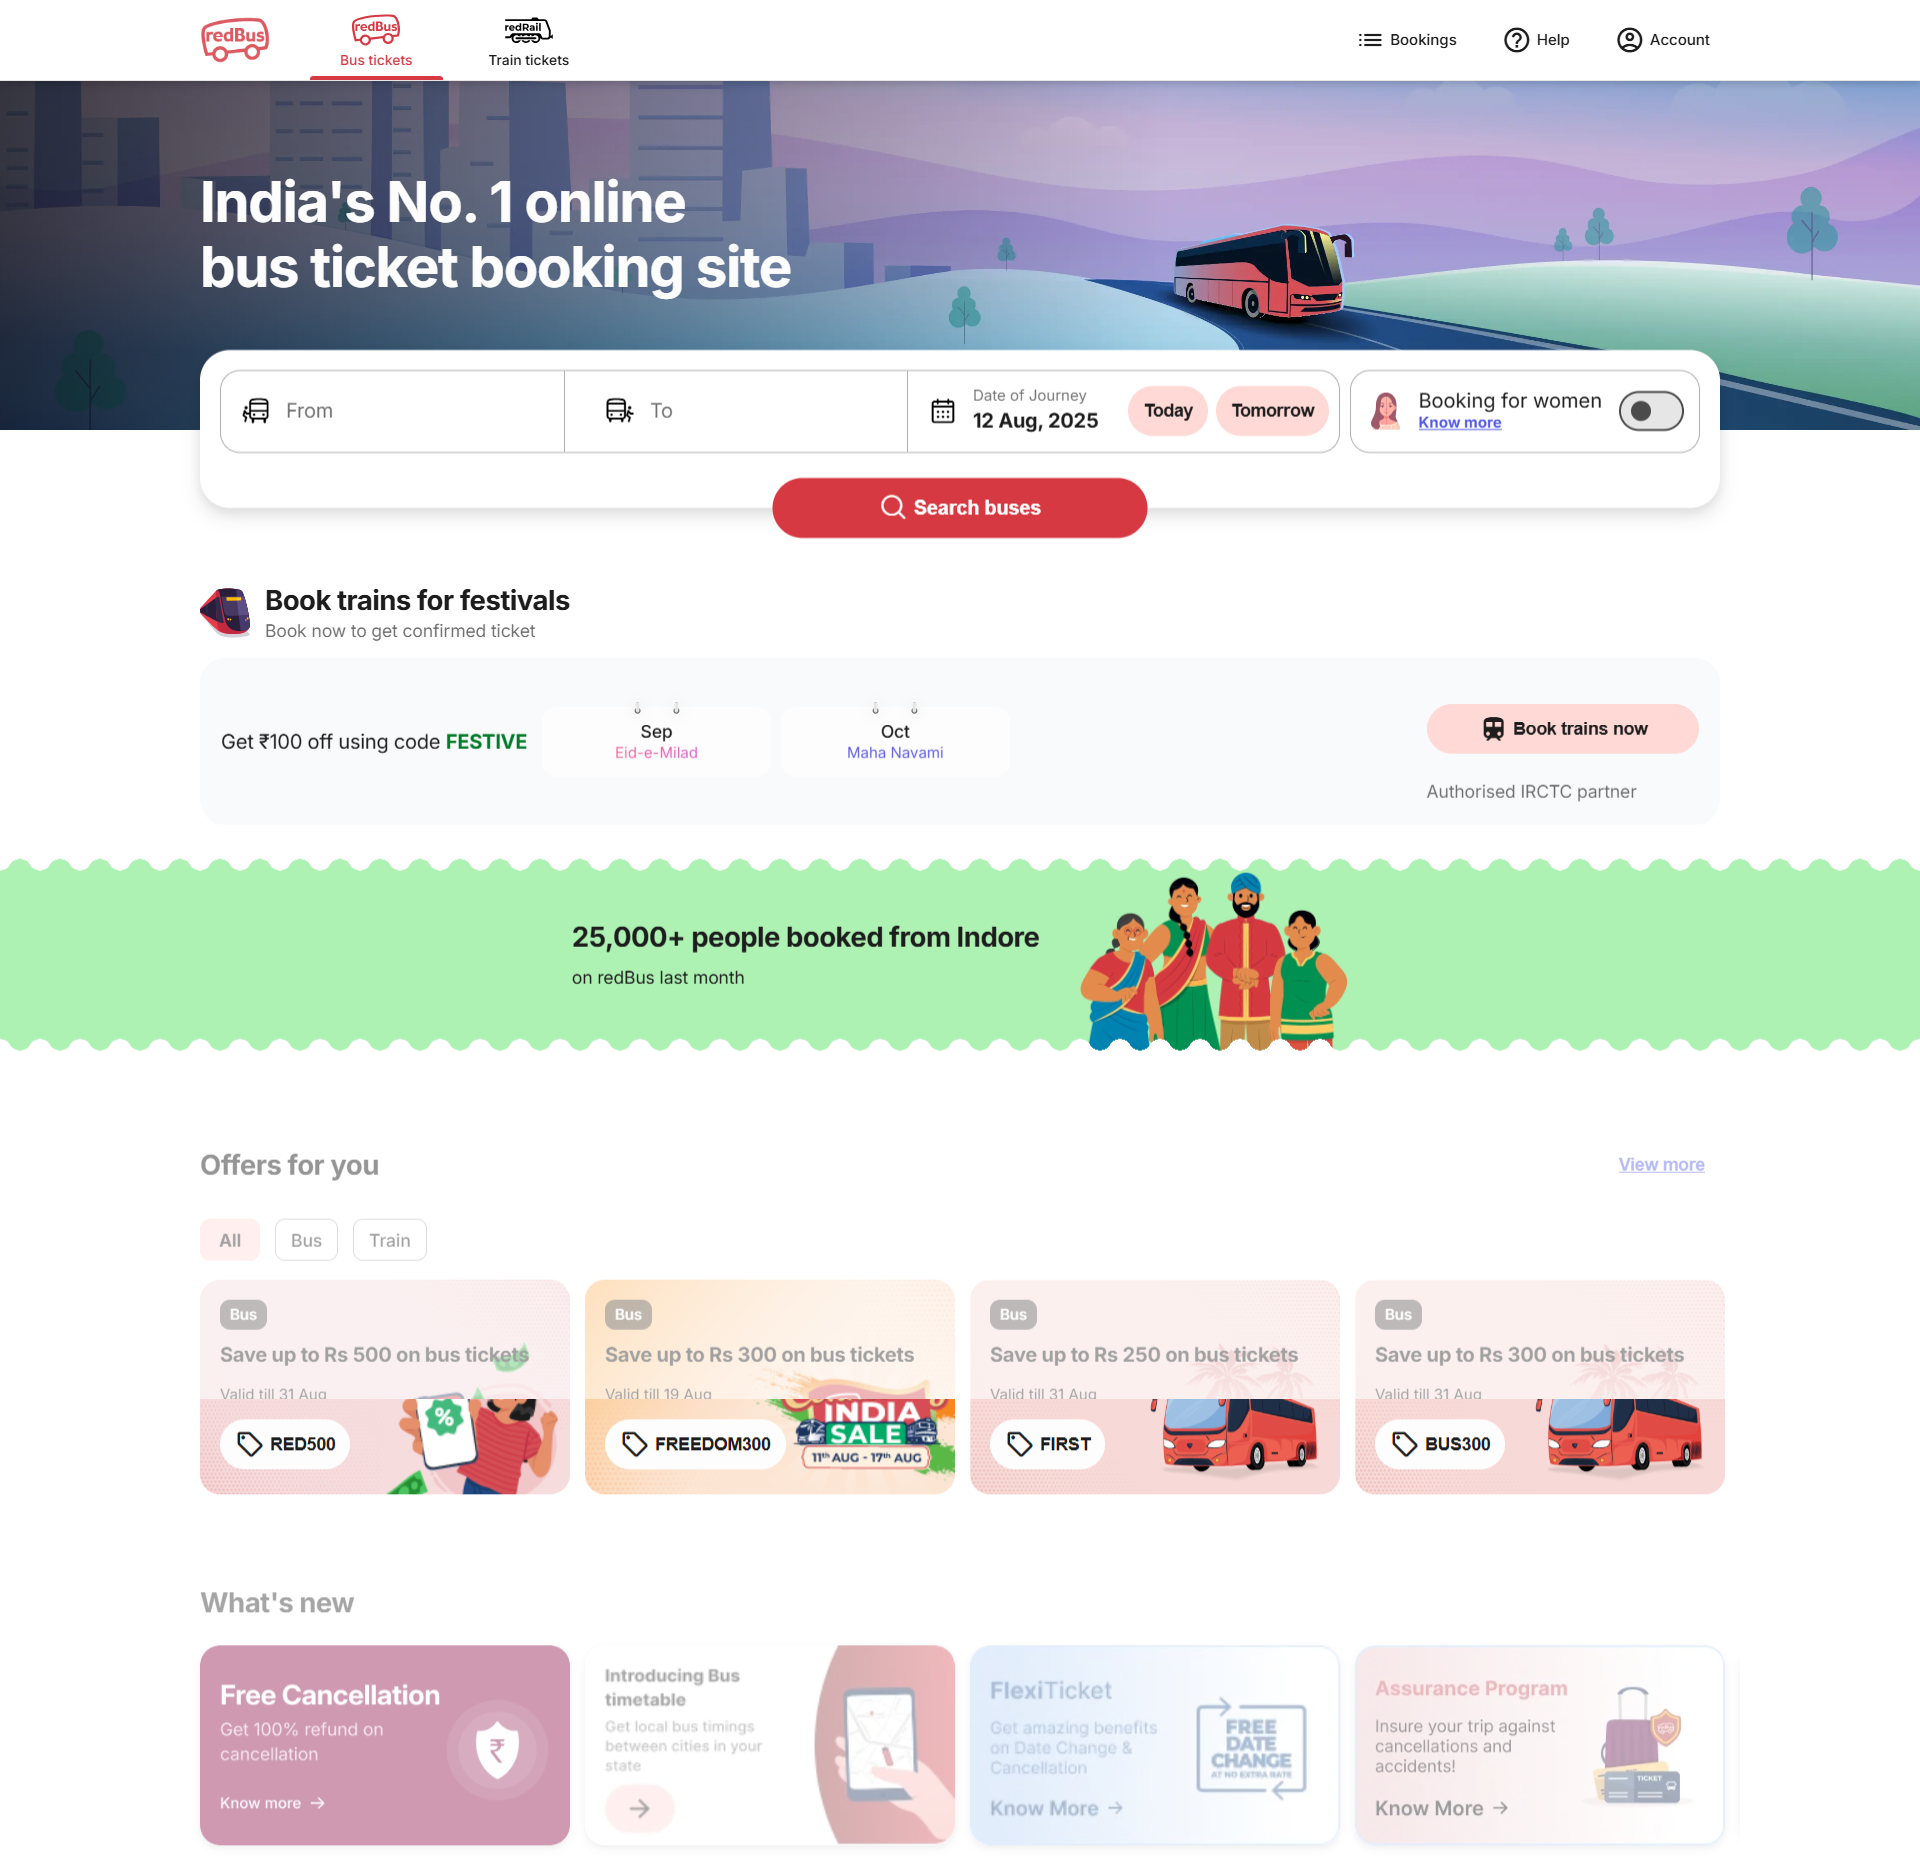 redBus
redBus
Bus tickets
redRail
Train tickets
Bookings
Help
Account
India's No. 1 online
bus ticket booking site
From
To
Date of Journey
12 Aug, 2025
Today
Tomorrow
Booking for women
Know more
Search buses
Book trains for festivals
Book now to get confirmed ticket
Get ₹100 off using code FESTIVE
Sep
Eid-e-Milad
Oct
Maha Navami
Book trains now
Authorised IRCTC partner
25,000+ people booked from Indore
on redBus last month
Offers for you
View more
All
Bus
Train
Bus
Save up to Rs 500 on bus tickets
Valid till 31 Aug
%
RED500
Bus
Save up to Rs 300 on bus tickets
Valid till 19 Aug
FREEDOM300
INDIA
SALE
11th AUG - 17th AUG
Bus
Save up to Rs 250 on bus tickets
Valid till 31 Aug
FIRST
Bus
Save up to Rs 300 on bus tickets
Valid till 31 Aug
BUS300
What's new
Free Cancellation
Get 100% refund on
cancellation
Know more
₹
Introducing Bus
timetable
Get local bus timings
between cities in your
state
FlexiTicket
Get amazing benefits
on Date Change &
Cancellation
Know More
FREE
DATE
CHANGE
AT NO EXTRA RATE
Assurance Program
Insure your trip against
cancellations and
accidents!
Know More
TICKET